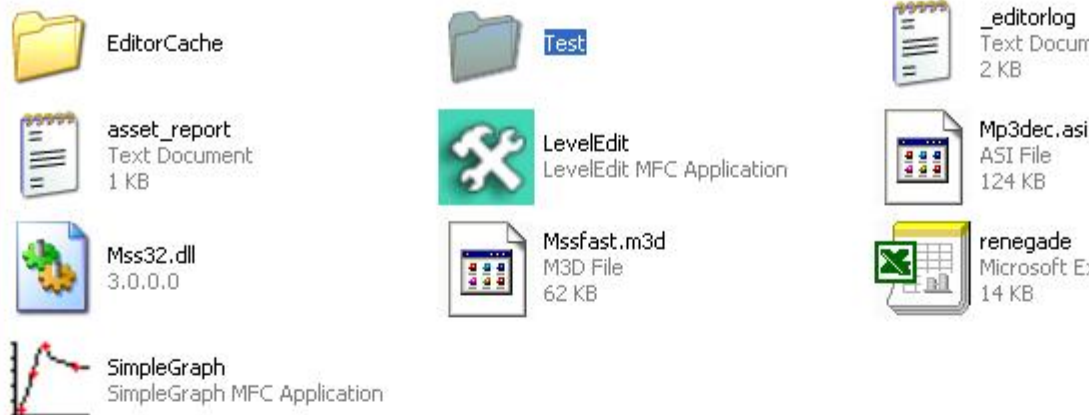 EditorCache
Test
_editorlog
Text Docum
2 KB
asset_report
Text Document
1 KB
LevelEdit
LevelEdit MFC Application
Mp3dec.asi
ASI File
124 KB
Mss32.dll
3.0.0.0
Mssfast.m3d
M3D File
62 KB
renegade
Microsoft Ex
14 KB
SimpleGraph
SimpleGraph MFC Application